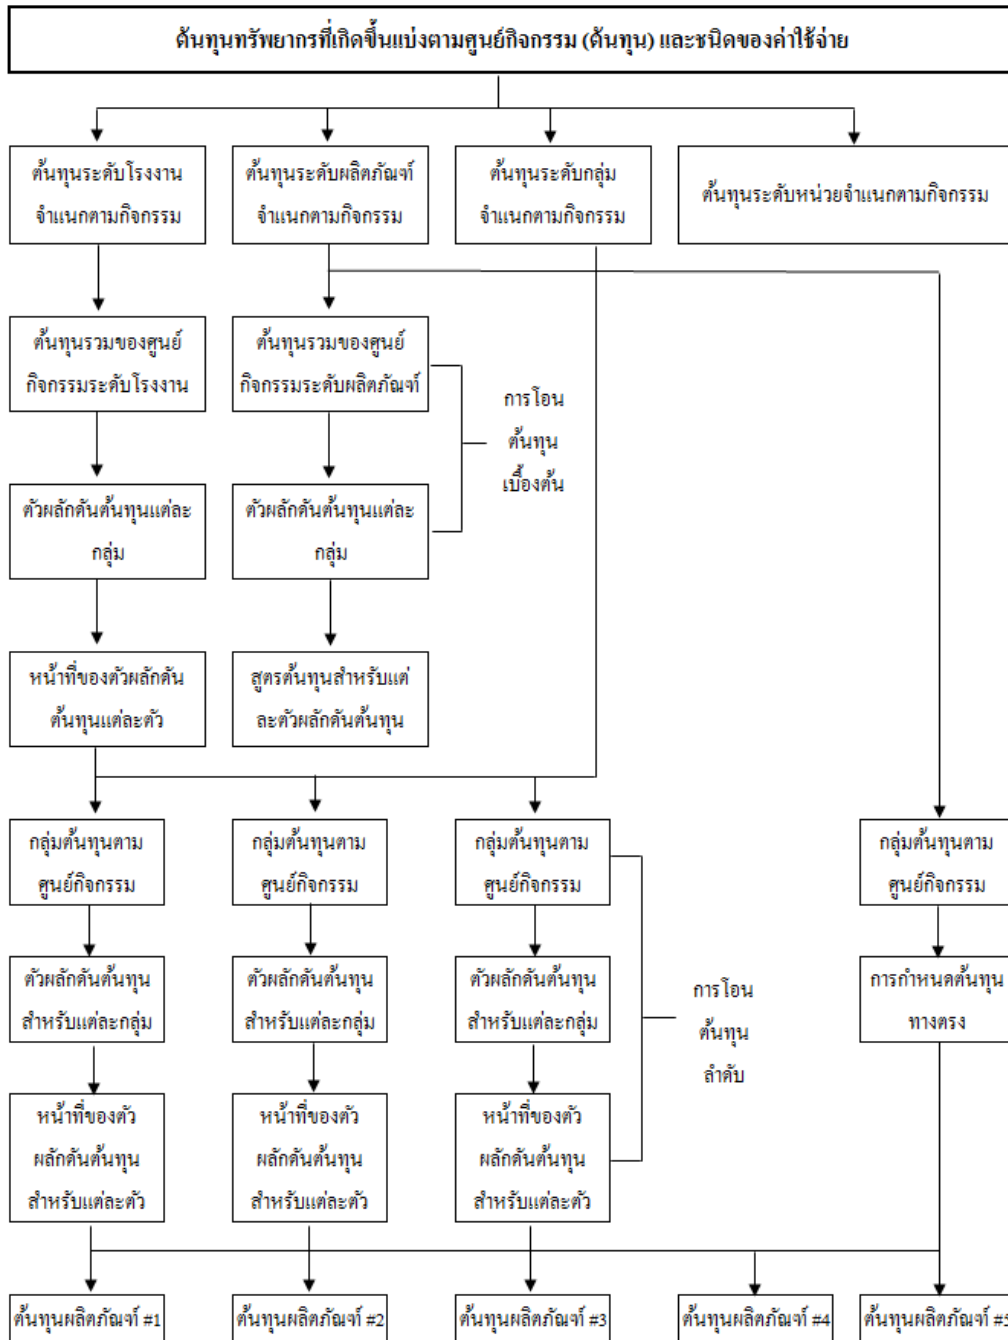 ต้นทุนทรัพยากรที่เกิดขึ้นแบ่งตามศูนย์กิจกรรม (ต้นทุน) และชนิดของค่าใช้จ่าย
ต้นทุนระดับโรงงาน
จำแนกตามกิจกรรม
ต้นทุนระดับผลิตภัณฑ์
จำแนกตามกิจกรรม
ต้นทุนระดับกลุ่ม
จำแนกตามกิจกรรม
ต้นทุนระดับหน่วยจำแนกตามกิจกรรม
ต้นทุนรวมของศูนย์
กิจกรรมระดับโรงงาน
ต้นทุนรวมของศูนย์
กิจกรรมระดับผลิตภัณฑ์
การโอน
ต้นทุน
เบื้องต้น
ตัวผลักดันต้นทุนแต่ละ
กลุ่ม
ตัวผลักดันต้นทุนแต่ละ
กลุ่ม
หน้าที่ของตัวผลักดัน
ต้นทุนแต่ละตัว
สูตรต้นทุนสำหรับแต่
ละตัวผลักดันต้นทุน
กลุ่มต้นทุนตาม
ศูนย์กิจกรรม
กลุ่มต้นทุนตาม
ศูนย์กิจกรรม
กลุ่มต้นทุนตาม
ศูนย์กิจกรรม
กลุ่มต้นทุนตาม
ศูนย์กิจกรรม
ตัวผลักดันต้นทุน
สำหรับแต่ละกลุ่ม
ตัวผลักดันต้นทุน
สำหรับแต่ละกลุ่ม
ตัวผลักดันต้นทุน
สำหรับแต่ละกลุ่ม
การโอน
ต้นทุน
ลำดับ
การกำหนดต้นทุน
ทางตรง
หน้าที่ของตัว
ผลักดันต้นทุน
สำหรับแต่ละตัว
หน้าที่ของตัว
ผลักดันต้นทุน
สำหรับแต่ละตัว
หน้าที่ของตัว
ผลักดันต้นทุน
สำหรับแต่ละตัว
ต้นทุนผลิตภัณฑ์ #1
ต้นทุนผลิตภัณฑ์ #2
ต้นทุนผลิตภัณฑ์ #3
ต้นทุนผลิตภัณฑ์ #4
ต้นทุนผลิตภัณฑ์ #5